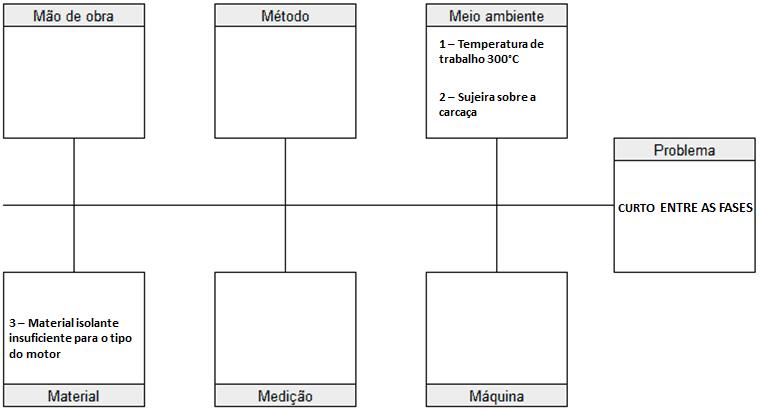 Mão de obra
Método
Meio ambiente
1 – Temperatura de
trabalho 300°C
2 – Sujeira sobre a
carcaça
Problema
CURTO ENTRE AS FASES
3 – Material isolante
insuficiente para o tipo
do motor
Material
Medição
Máquina